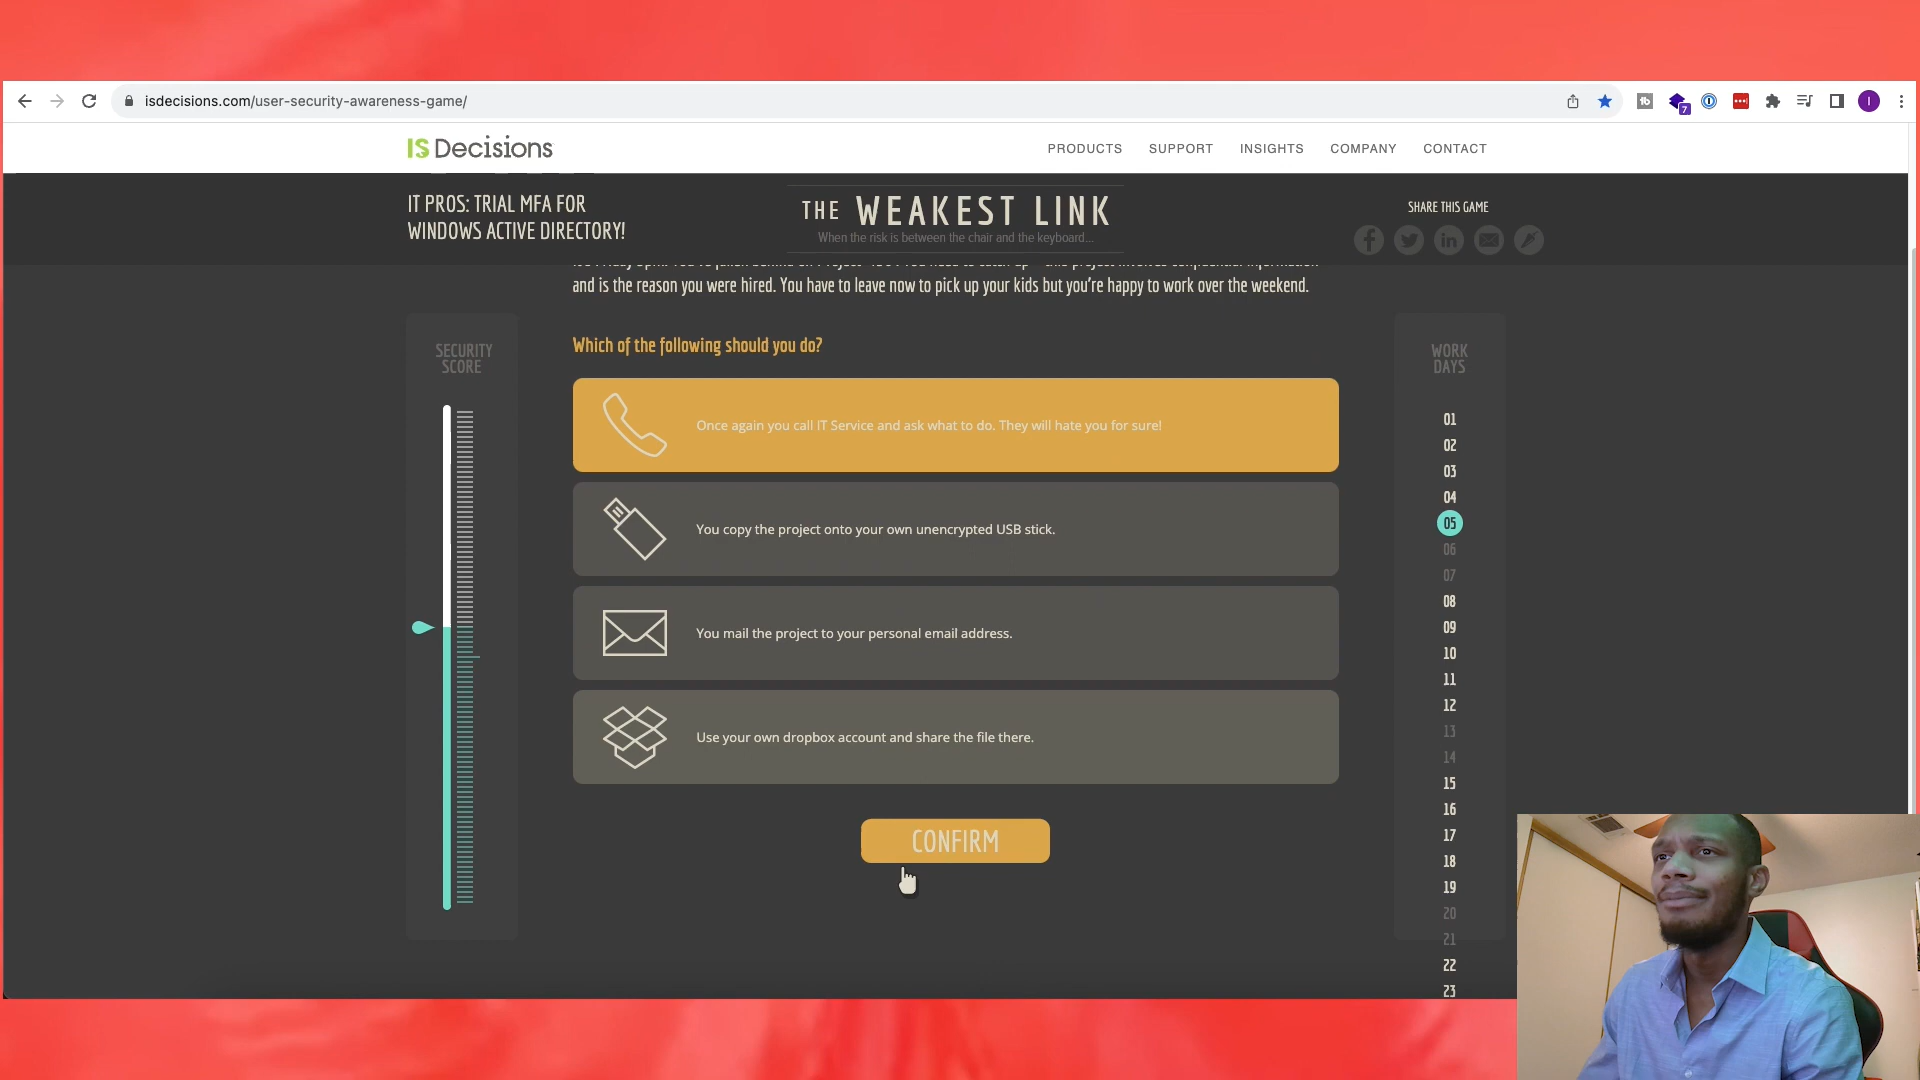 isdecisions.com/user-security-awareness-game/
7
I
IS Decisions
PRODUCTS SUPPORT INSIGHTS COMPANY CONTACT
IT PROS: TRIAL MFA FOR
WINDOWS ACTIVE DIRECTORY!
THE WEAKEST LINK
When the risk is between the chair and the keyboard...
SHARE THIS GAME
and is the reason you were hired. You have to leave now to pick up your kids but you're happy to work over the weekend.
Which of the following should you do?
SECURITY
SCORE
Once again you call IT Service and ask what to do. They will hate you for sure!
You copy the project onto your own unencrypted USB stick.
You mail the project to your personal email address.
Use your own dropbox account and share the file there.
CONFIRM
WORK
DAYS
01
02
03
04
05
06
07
08
09
10
11
12
13
14
15
16
17
18
19
20
21
22
23